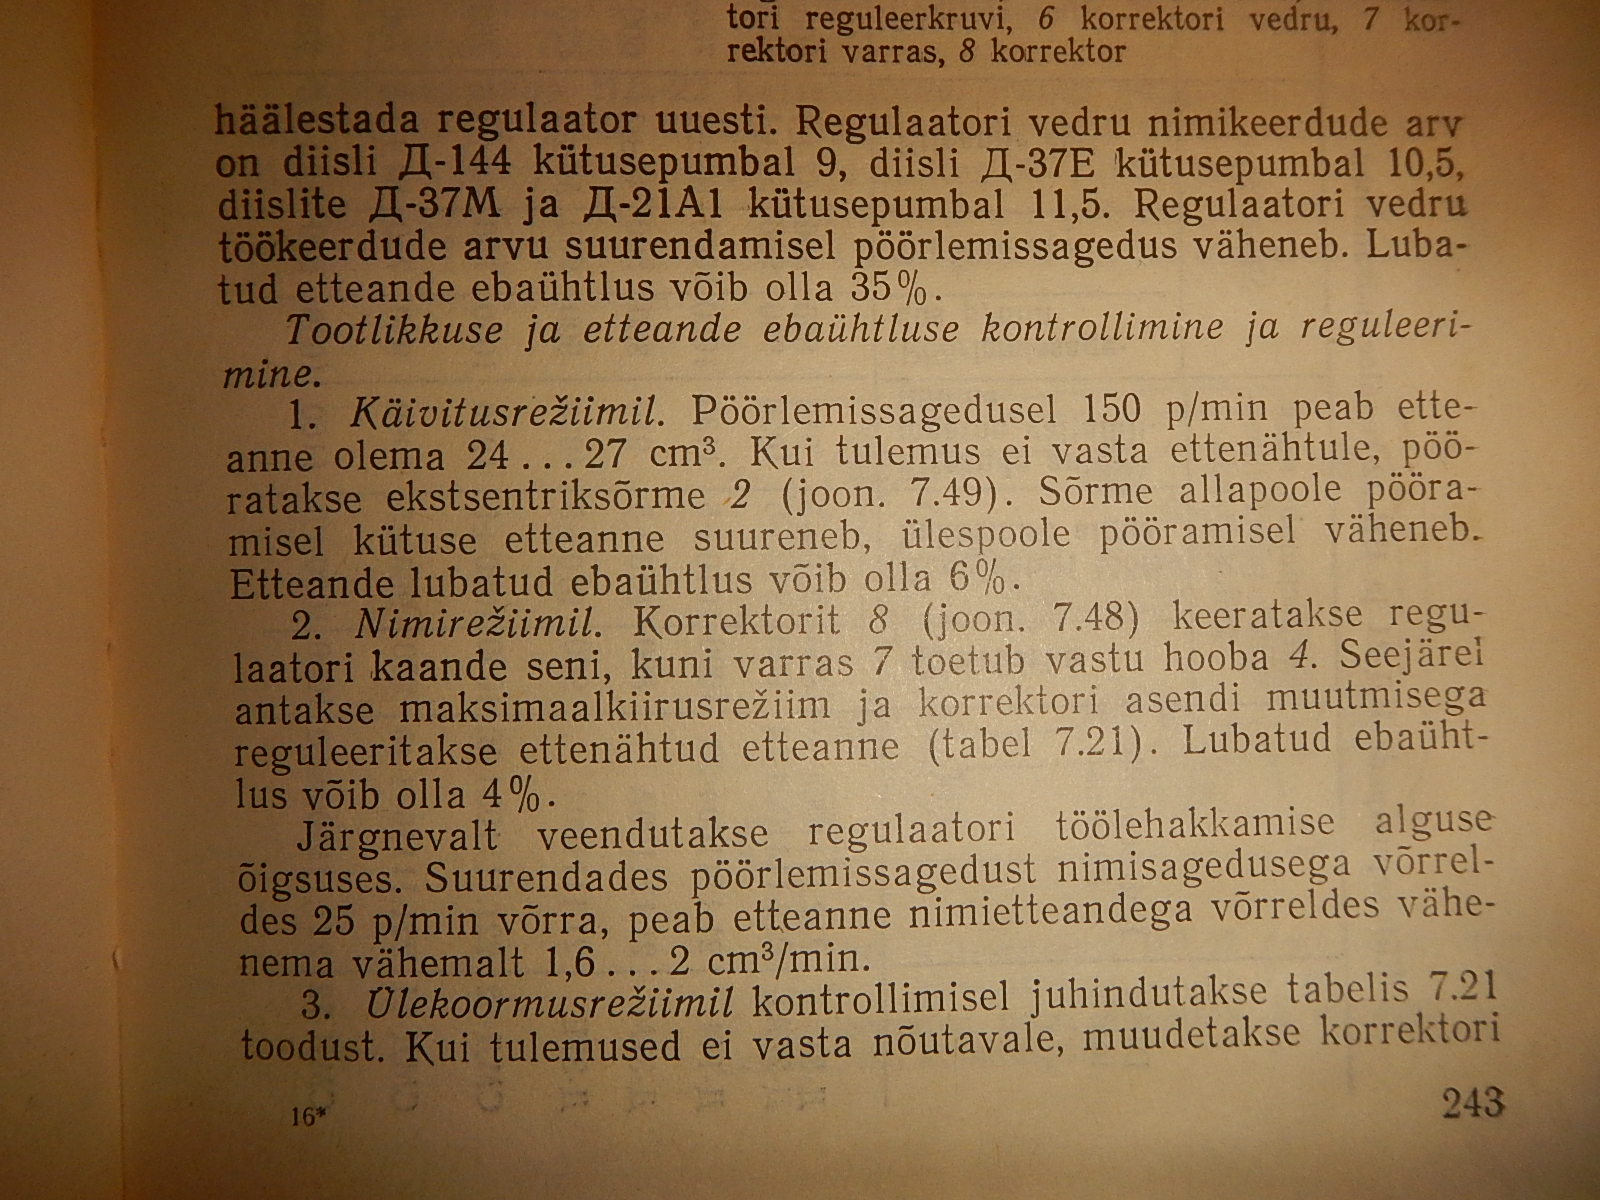 tori reguleerkruvi, 6 korrektori vedru, 7 kor-
rektori varras, 8 korrektor
häälestada regulaator uuesti. Regulaatori vedru nimikeerdude arv
on diisli Д-144 kütusepumbal 9, diisli Д-37Е kütusepumbal 10,5,
diislite Д-37М ja Д-21А1 kütusepumbal 11,5. Regulaatori vedru
töökeerdude arvu suurendamisel pöörlemissagedus väheneb. Luba-
tud etteande ebaühtlus võib olla 35%.
Tootlikkuse ja etteande ebaühtluse kontrollimine ja reguleeri-
mine.
1. Käivitusrežiimil. Pöörlemissagedusel 150 p/min peab ette-
anne olema 24...27 cm³. Kui tulemus ei vasta ettenähtule, pöö-
ratakse ekstsentriksõrme 2 (joon. 7.49). Sõrme allapoole pööra-
misel kütuse etteanne suureneb, ülespoole pööramisel väheneb.
Etteande lubatud ebaühtlus võib olla 6%.
2. Nimirežiimil. Korrektorit 8 (joon. 7.48) keeratakse regu-
laatori kaande seni, kuni varras 7 toetub vastu hooba 4. Seejärel
antakse maksimaalkiirusrežiim ja korrektori asendi muutmisega
reguleeritakse ettenähtud etteanne (tabel 7.21). Lubatud ebaüht-
lus võib olla 4%.
Järgnevalt veendutakse regulaatori töölehakkamise alguse
õigsuses. Suurendades pöörlemissagedust nimisagedusega võrrel-
des 25 p/min võrra, peab etteanne nimietteandega võrreldes vähe-
nema vähemalt 1,6...2 cm³/min.
3. Ülekoormusrežiimil kontrollimisel juhindutakse tabelis 7.21
toodust. Kui tulemused ei vasta nõutavale, muudetakse korrektori
16*
243